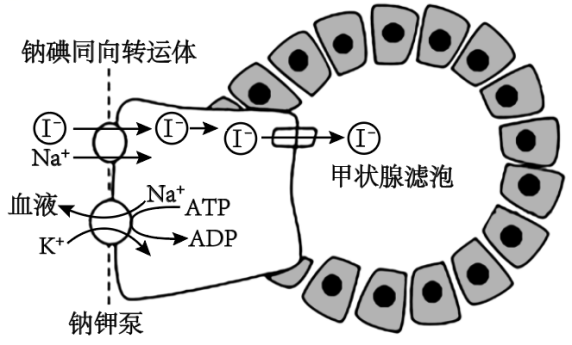 钠碘同向转运体
I⁻ I⁻ I⁻ I⁻
Na⁺
甲状腺滤泡
血液 Na⁺ ATP
K⁺ ADP
钠钾泵